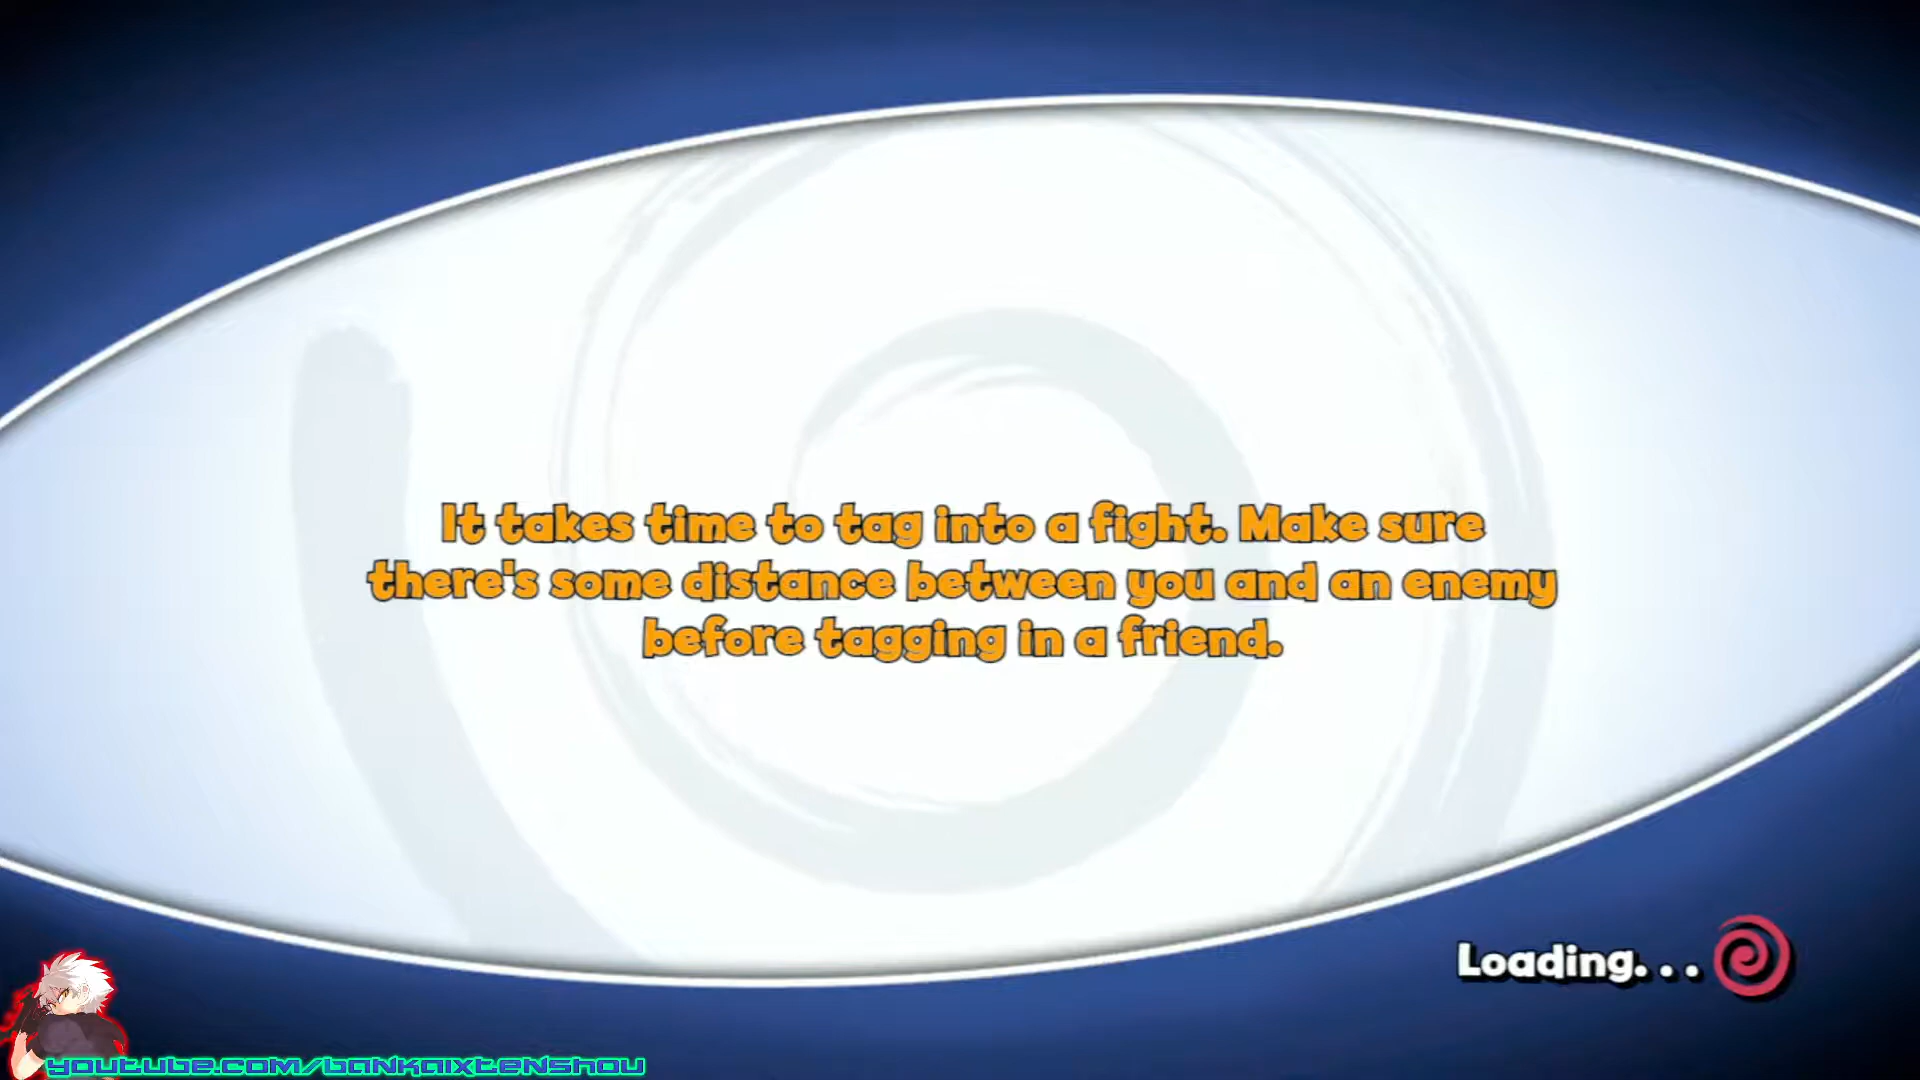 It takes time to tag into a fight. Make sure
there's some distance between you and an enemy
before tagging in a friend.
Loading. . .
youtube.com/bankaixtenshou